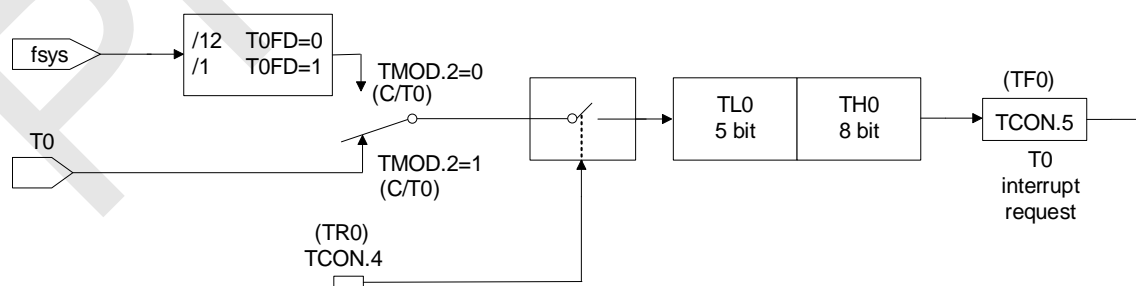 fsys
/12 T0FD=0
/1 T0FD=1
TMOD.2=0
(C/T0)
T0
TMOD.2=1
(C/T0)
(TR0)
TCON.4
TL0
5 bit
TH0
8 bit
(TF0)
TCON.5
T0
interrupt
request